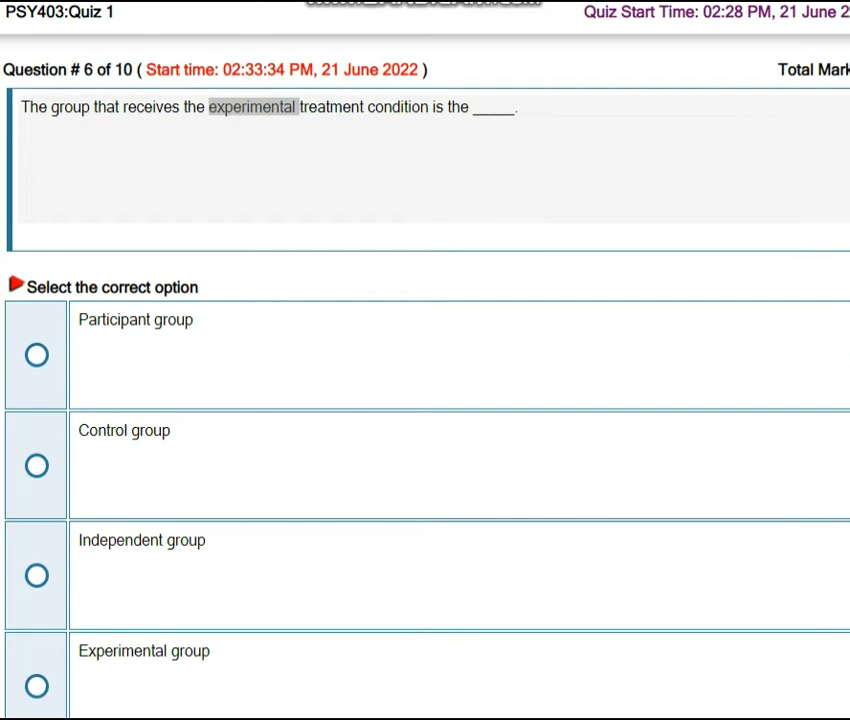 PSY403:Quiz 1
Quiz Start Time: 02:28 PM, 21 June 2
Question # 6 of 10 ( Start time: 02:33:34 PM, 21 June 2022 )
Total Mark
The group that receives the experimental treatment condition is the _____.
Select the correct option
Participant group
Control group
Independent group
Experimental group